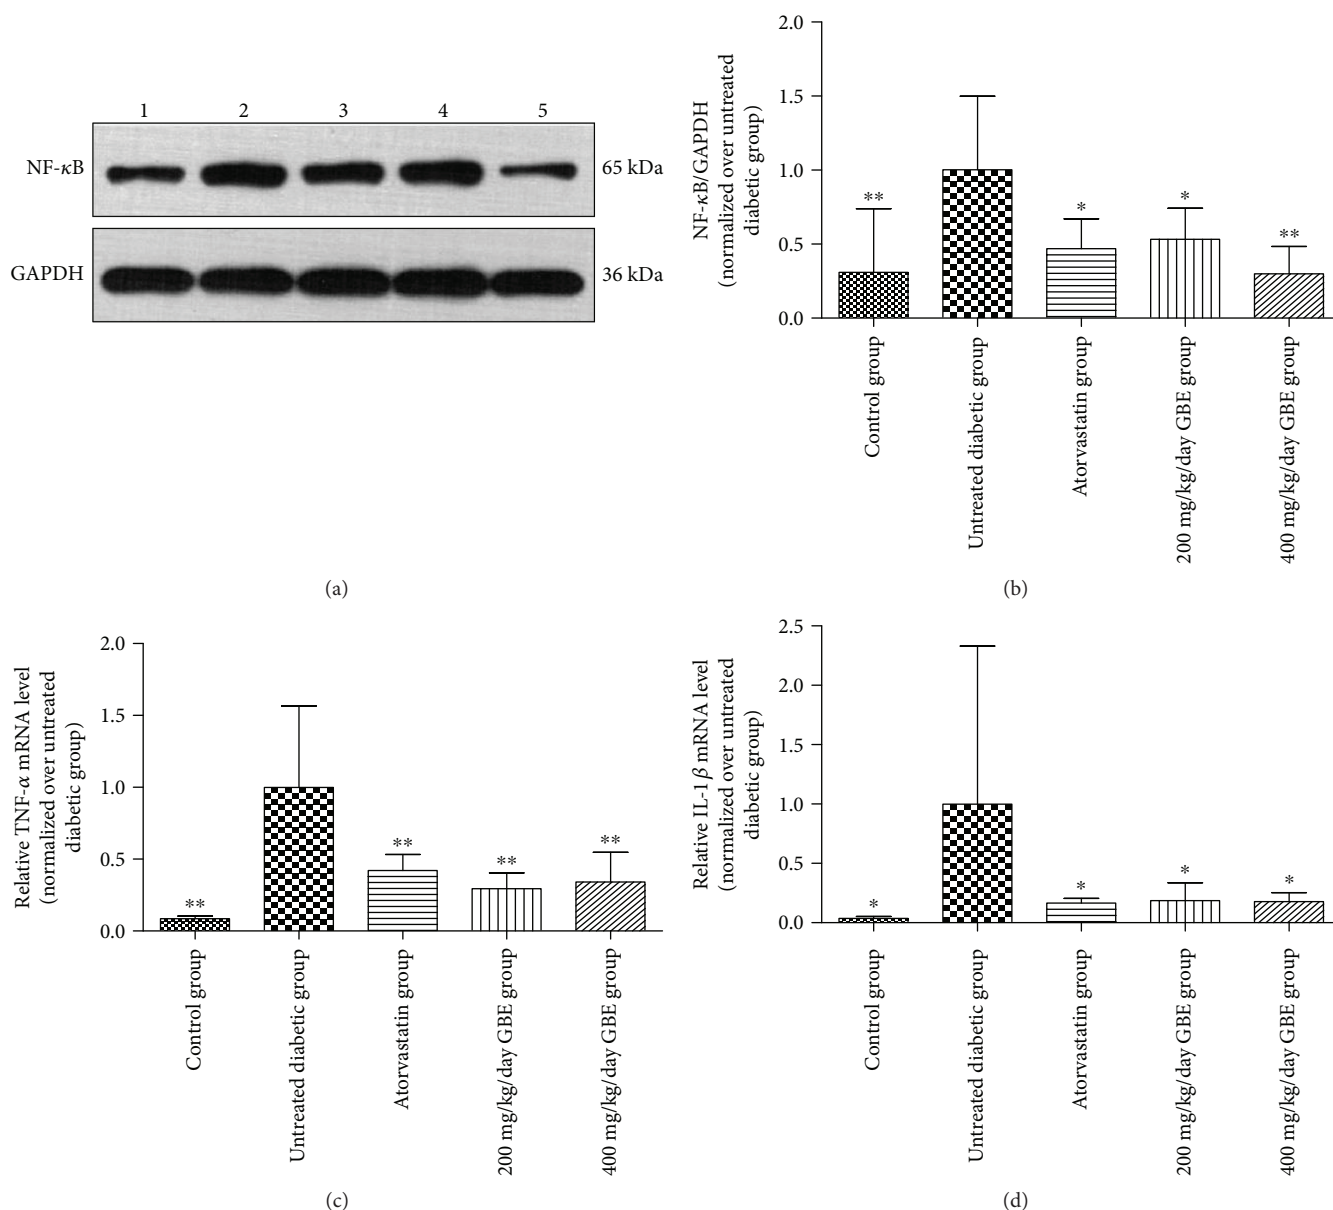 1 2 3 4 5
NF-κB 65 kDa
GAPDH 36 kDa
(a)
NF-κB/GAPDH
(normalized over untreated
diabetic group)
2.0
1.5
1.0
0.5
0.0
** * * **
Control group
Untreated diabetic group
Atorvastatin group
200 mg/kg/day GBE group
400 mg/kg/day GBE group
(b)
Relative TNF-α mRNA level
(normalized over untreated
diabetic group)
2.0
1.5
1.0
0.5
0.0
** ** ** **
Control group
Untreated diabetic group
Atorvastatin group
200 mg/kg/day GBE group
400 mg/kg/day GBE group
(c)
Relative IL-1β mRNA level
(normalized over untreated
diabetic group)
2.5
2.0
1.5
1.0
0.5
0.0
* * * *
Control group
Untreated diabetic group
Atorvastatin group
200 mg/kg/day GBE group
400 mg/kg/day GBE group
(d)